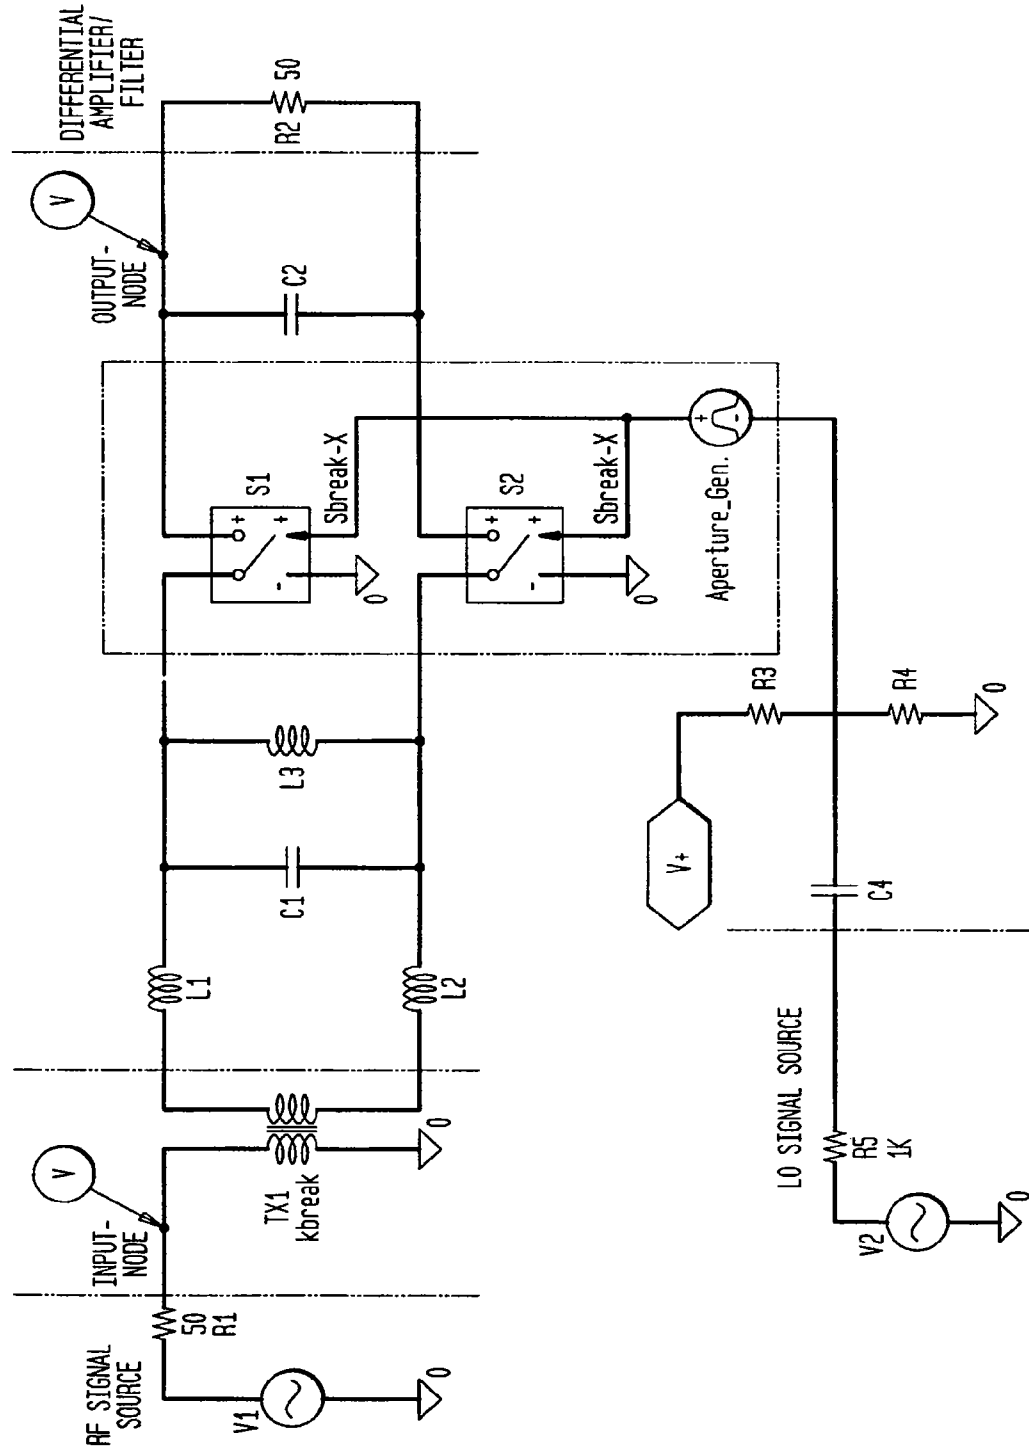 RF SIGNAL
SOURCE
V1
0
50
R1
INPUT-
NODE
V
TX1
kbreak
0
L1
L2
C1
L3
S1
+
+
-
Sbreak-X
0
S2
+
+
-
Sbreak-X
0
Aperture_Gen.
+
-
OUTPUT-
NODE
V
C2
DIFFERENTIAL
AMPLIFIER/
FILTER
R2
50
LO SIGNAL SOURCE
V2
0
R5
1K
C4
V+
R3
R4
0